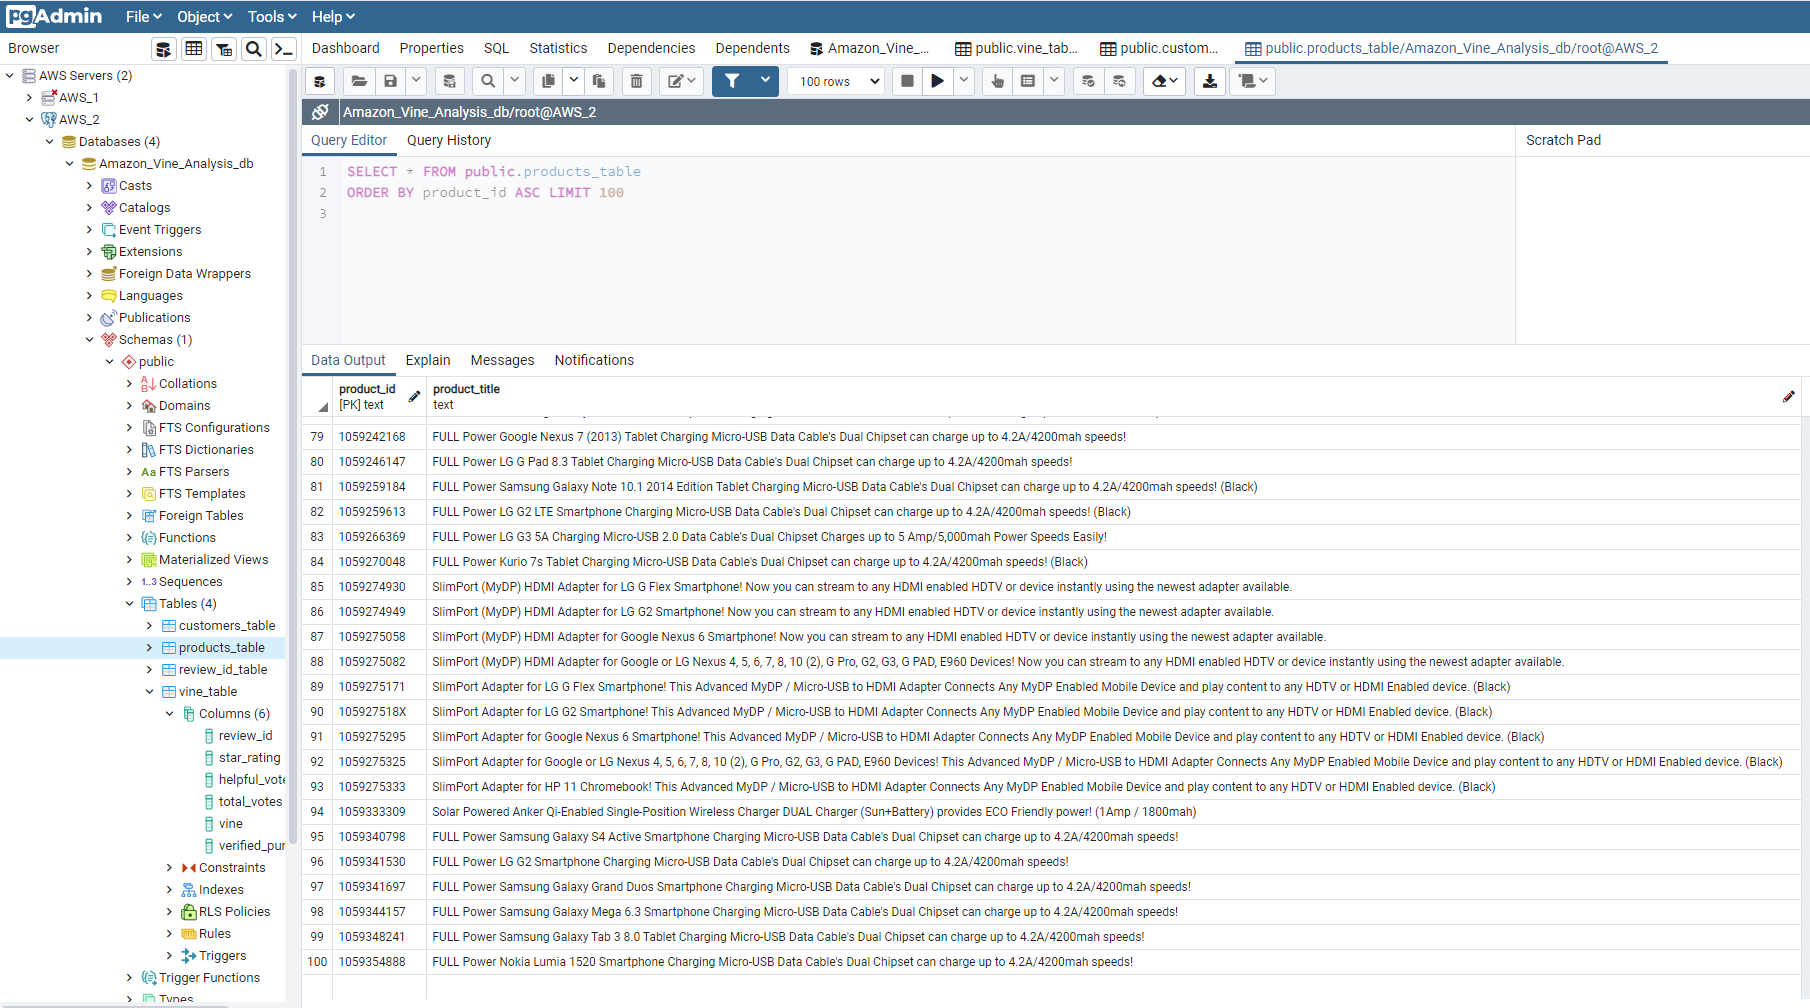 pgAdmin File Object Tools Help
Browser
Dashboard Properties SQL Statistics Dependencies Dependents Amazon_Vine_... public.vine_tab... public.custom... public.products_table/Amazon_Vine_Analysis_db/root@AWS_2
100 rows
Amazon_Vine_Analysis_db/root@AWS_2
Query Editor Query History
Scratch Pad
1 SELECT * FROM public.products_table
2 ORDER BY product_id ASC LIMIT 100
3
AWS Servers (2)
AWS_1
AWS_2
Databases (4)
Amazon_Vine_Analysis_db
Casts
Catalogs
Event Triggers
Extensions
Foreign Data Wrappers
Languages
Publications
Schemas (1)
public
Collations
Domains
FTS Configurations
FTS Dictionaries
Aa FTS Parsers
FTS Templates
Foreign Tables
Functions
Materialized Views
1..3 Sequences
Tables (4)
customers_table
products_table
review_id_table
vine_table
Columns (6)
review_id
star_rating
helpful_vote
total_votes
vine
verified_pur
Constraints
Indexes
RLS Policies
Rules
Triggers
Trigger Functions
Types
Data Output Explain Messages Notifications
product_id product_title
[PK] text text
79 1059242168 FULL Power Google Nexus 7 (2013) Tablet Charging Micro-USB Data Cable's Dual Chipset can charge up to 4.2A/4200mah speeds!
80 1059246147 FULL Power LG G Pad 8.3 Tablet Charging Micro-USB Data Cable's Dual Chipset can charge up to 4.2A/4200mah speeds!
81 1059259184 FULL Power Samsung Galaxy Note 10.1 2014 Edition Tablet Charging Micro-USB Data Cable's Dual Chipset can charge up to 4.2A/4200mah speeds! (Black)
82 1059259613 FULL Power LG G2 LTE Smartphone Charging Micro-USB Data Cable's Dual Chipset can charge up to 4.2A/4200mah speeds! (Black)
83 1059266369 FULL Power LG G3 5A Charging Micro-USB 2.0 Data Cable's Dual Chipset Charges up to 5 Amp/5,000mah Power Speeds Easily!
84 1059270048 FULL Power Kurio 7s Tablet Charging Micro-USB Data Cable's Dual Chipset can charge up to 4.2A/4200mah speeds! (Black)
85 1059274930 SlimPort (MyDP) HDMI Adapter for LG G Flex Smartphone! Now you can stream to any HDMI enabled HDTV or device instantly using the newest adapter available.
86 1059274949 SlimPort (MyDP) HDMI Adapter for LG G2 Smartphone! Now you can stream to any HDMI enabled HDTV or device instantly using the newest adapter available.
87 1059275058 SlimPort (MyDP) HDMI Adapter for Google Nexus 6 Smartphone! Now you can stream to any HDMI enabled HDTV or device instantly using the newest adapter available.
88 1059275082 SlimPort (MyDP) HDMI Adapter for Google or LG Nexus 4, 5, 6, 7, 8, 10 (2), G Pro, G2, G3, G PAD, E960 Devices! Now you can stream to any HDMI enabled HDTV or device instantly using the newest adapter available.
89 1059275171 SlimPort Adapter for LG G Flex Smartphone! This Advanced MyDP / Micro-USB to HDMI Adapter Connects Any MyDP Enabled Mobile Device and play content to any HDTV or HDMI Enabled device. (Black)
90 105927518X SlimPort Adapter for LG G2 Smartphone! This Advanced MyDP / Micro-USB to HDMI Adapter Connects Any MyDP Enabled Mobile Device and play content to any HDTV or HDMI Enabled device. (Black)
91 1059275295 SlimPort Adapter for Google Nexus 6 Smartphone! This Advanced MyDP / Micro-USB to HDMI Adapter Connects Any MyDP Enabled Mobile Device and play content to any HDTV or HDMI Enabled device. (Black)
92 1059275325 SlimPort Adapter for Google or LG Nexus 4, 5, 6, 7, 8, 10 (2), G Pro, G2, G3, G PAD, E960 Devices! This Advanced MyDP / Micro-USB to HDMI Adapter Connects Any MyDP Enabled Mobile Device and play content to any HDTV or HDMI Enabled device. (Black)
93 1059275333 SlimPort Adapter for HP 11 Chromebook! This Advanced MyDP / Micro-USB to HDMI Adapter Connects Any MyDP Enabled Mobile Device and play content to any HDTV or HDMI Enabled device. (Black)
94 1059333309 Solar Powered Anker Qi-Enabled Single-Position Wireless Charger DUAL Charger (Sun+Battery) provides ECO Friendly power! (1Amp / 1800mah)
95 1059340798 FULL Power Samsung Galaxy S4 Active Smartphone Charging Micro-USB Data Cable's Dual Chipset can charge up to 4.2A/4200mah speeds!
96 1059341530 FULL Power LG G2 Smartphone Charging Micro-USB Data Cable's Dual Chipset can charge up to 4.2A/4200mah speeds!
97 1059341697 FULL Power Samsung Galaxy Grand Duos Smartphone Charging Micro-USB Data Cable's Dual Chipset can charge up to 4.2A/4200mah speeds!
98 1059344157 FULL Power Samsung Galaxy Mega 6.3 Smartphone Charging Micro-USB Data Cable's Dual Chipset can charge up to 4.2A/4200mah speeds!
99 1059348241 FULL Power Samsung Galaxy Tab 3 8.0 Tablet Charging Micro-USB Data Cable's Dual Chipset can charge up to 4.2A/4200mah speeds!
100 1059354888 FULL Power Nokia Lumia 1520 Smartphone Charging Micro-USB Data Cable's Dual Chipset can charge up to 4.2A/4200mah speeds!